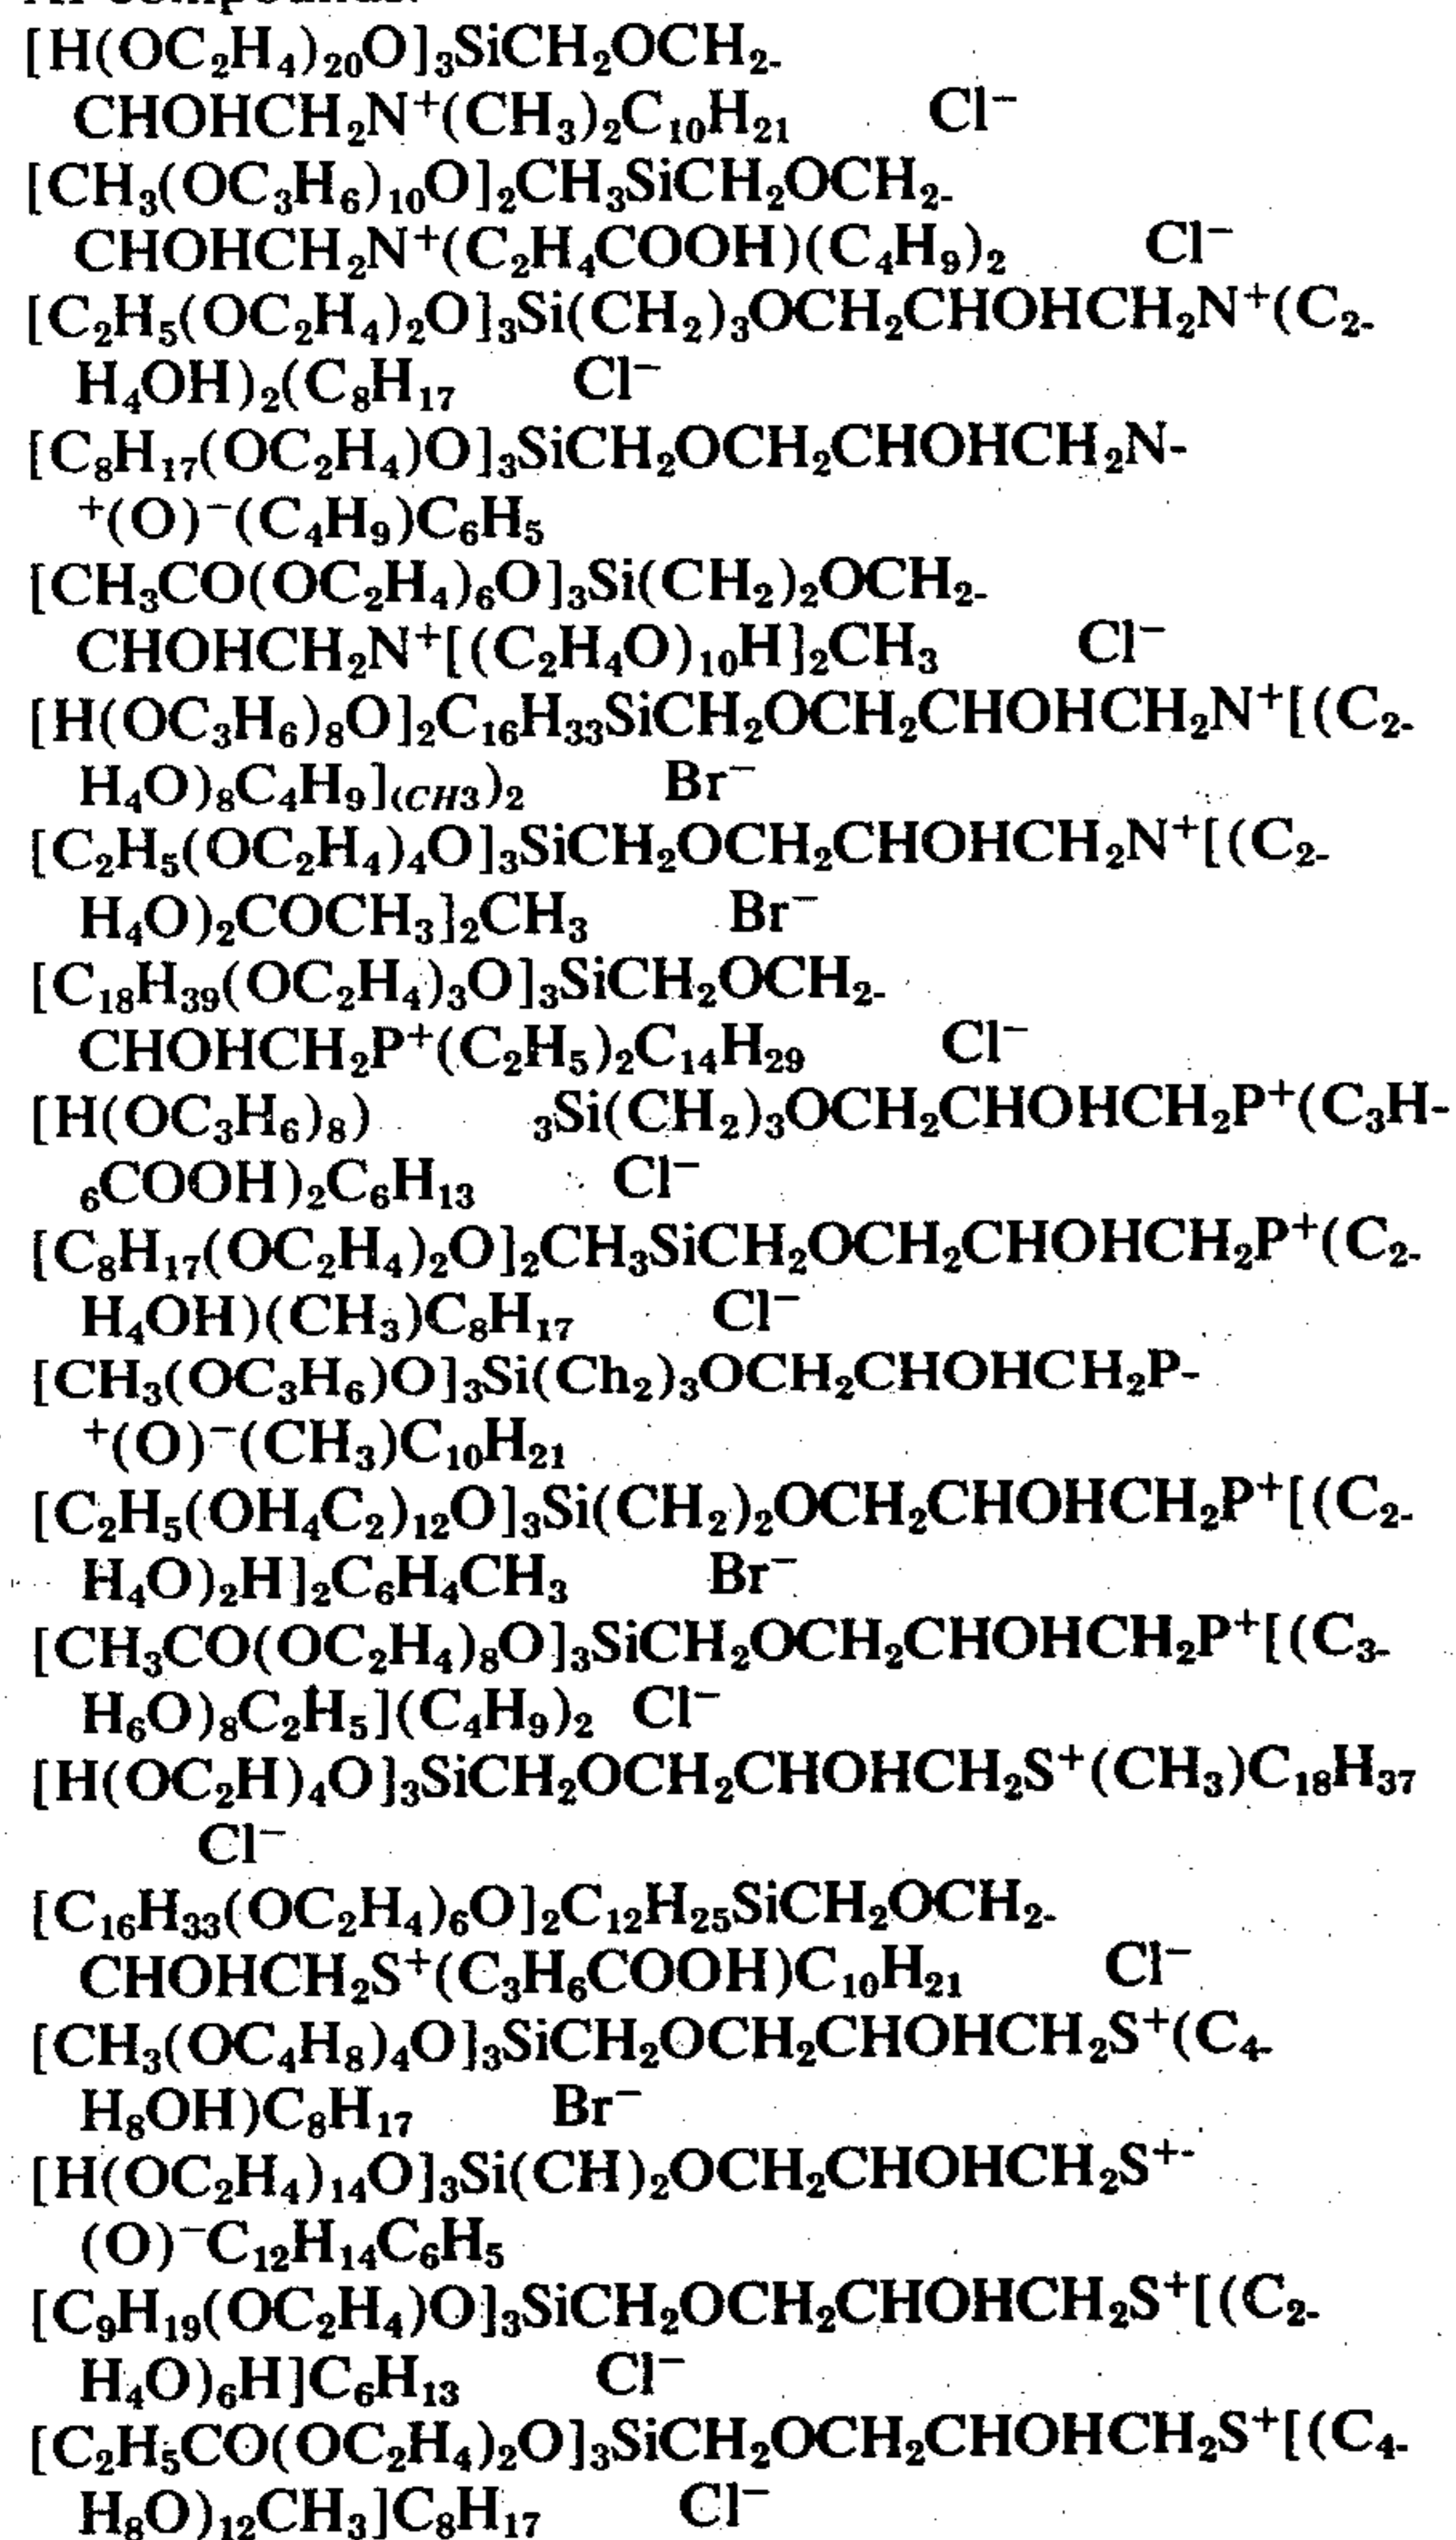 [H(OC₂H₄)₂₀O]₃SiCH₂OCH₂-
CHOHCH₂N⁺(CH₃)₂C₁₀H₂₁ Cl⁻
[CH₃(OC₃H₆)₁₀O]₂CH₃SiCH₂OCH₂-
CHOHCH₂N⁺(C₂H₄COOH)(C₄H₉)₂ Cl⁻
[C₂H₅(OC₂H₄)₂O]₃Si(CH₂)₃OCH₂CHOHCH₂N⁺(C₂-
H₄OH)₂(C₈H₁₇ Cl⁻
[C₈H₁₇(OC₂H₄)O]₃SiCH₂OCH₂CHOHCH₂N-
⁺(O)⁻(C₄H₉)C₆H₅
[CH₃CO(OC₂H₄)₆O]₃Si(CH₂)₂OCH₂-
CHOHCH₂N⁺[(C₂H₄O)₁₀H]₂CH₃ Cl⁻
[H(OC₃H₆)₈O]₂C₁₆H₃₃SiCH₂OCH₂CHOHCH₂N⁺[(C₂-
H₄O)₈C₄H₉](CH3)₂ Br⁻
[C₂H₅(OC₂H₄)₄O]₃SiCH₂OCH₂CHOHCH₂N⁺[(C₂-
H₄O)₂COCH₃]₂CH₃ Br⁻
[C₁₈H₃₉(OC₂H₄)₃O]₃SiCH₂OCH₂-
CHOHCH₂P⁺(C₂H₅)₂C₁₄H₂₉ Cl⁻
[H(OC₃H₆)₈) ₃Si(CH₂)₃OCH₂CHOHCH₂P⁺(C₃H-
₆COOH)₂C₆H₁₃ Cl⁻
[C₈H₁₇(OC₂H₄)₂O]₂CH₃SiCH₂OCH₂CHOHCH₂P⁺(C₂-
H₄OH)(CH₃)C₈H₁₇ Cl⁻
[CH₃(OC₃H₆)O]₃Si(Ch₂)₃OCH₂CHOHCH₂P-
⁺(O)⁻(CH₃)C₁₀H₂₁
[C₂H₅(OH₄C₂)₁₂O]₃Si(CH₂)₂OCH₂CHOHCH₂P⁺[(C₂-
H₄O)₂H]₂C₆H₄CH₃ Br⁻
[CH₃CO(OC₂H₄)₈O]₃SiCH₂OCH₂CHOHCH₂P⁺[(C₃-
H₆O)₈C₂H₅](C₄H₉)₂ Cl⁻
[H(OC₂H)₄O]₃SiCH₂OCH₂CHOHCH₂S⁺(CH₃)C₁₈H₃₇
Cl⁻
[C₁₆H₃₃(OC₂H₄)₆O]₂C₁₂H₂₅SiCH₂OCH₂-
CHOHCH₂S⁺(C₃H₆COOH)C₁₀H₂₁ Cl⁻
[CH₃(OC₄H₈)₄O]₃SiCH₂OCH₂CHOHCH₂S⁺(C₄-
H₈OH)C₈H₁₇ Br⁻
[H(OC₂H₄)₁₄O]₃Si(CH)₂OCH₂CHOHCH₂S⁺-
(O)⁻C₁₂H₁₄C₆H₅
[C₉H₁₉(OC₂H₄)O]₃SiCH₂OCH₂CHOHCH₂S⁺[(C₂-
H₄O)₆H]C₆H₁₃ Cl⁻
[C₂H₅CO(OC₂H₄)₂O]₃SiCH₂OCH₂CHOHCH₂S⁺[(C₄-
H₈O)₁₂CH₃]C₈H₁₇ Cl⁻